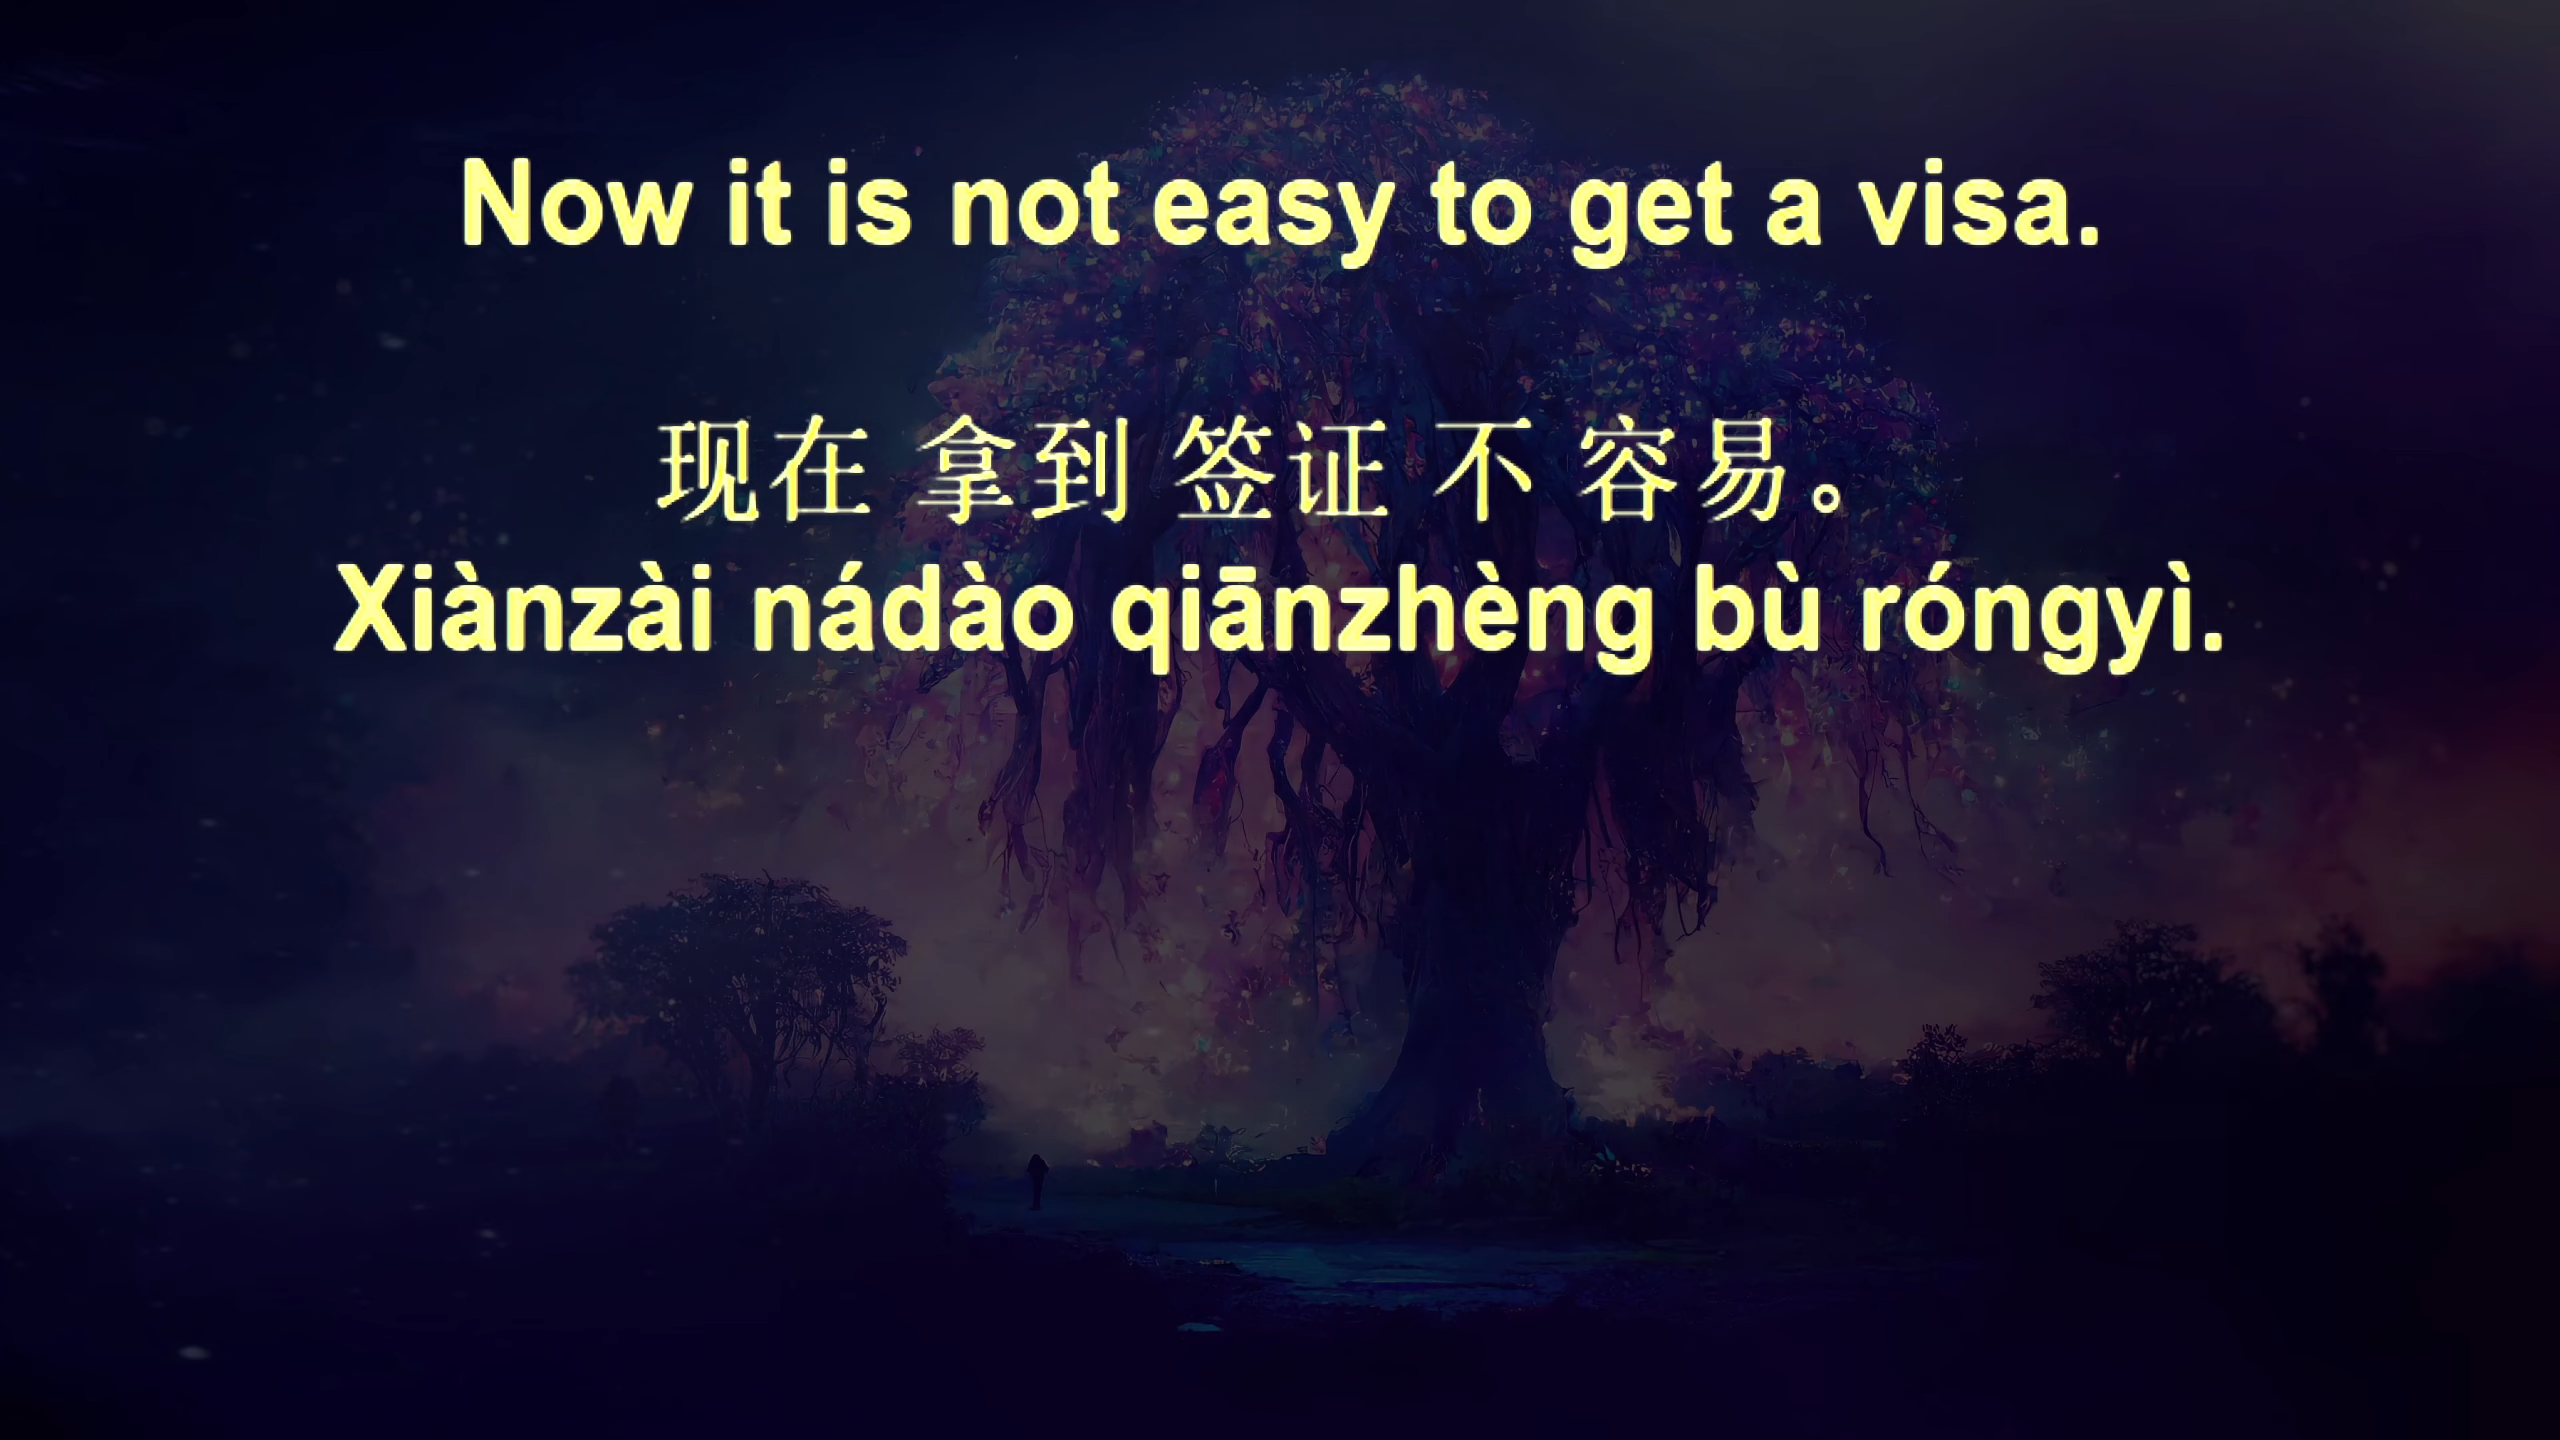 Now it is not easy to get a visa.
现在 拿到 签证 不 容易。
Xiànzài nádào qiānzhèng bù róngyì.